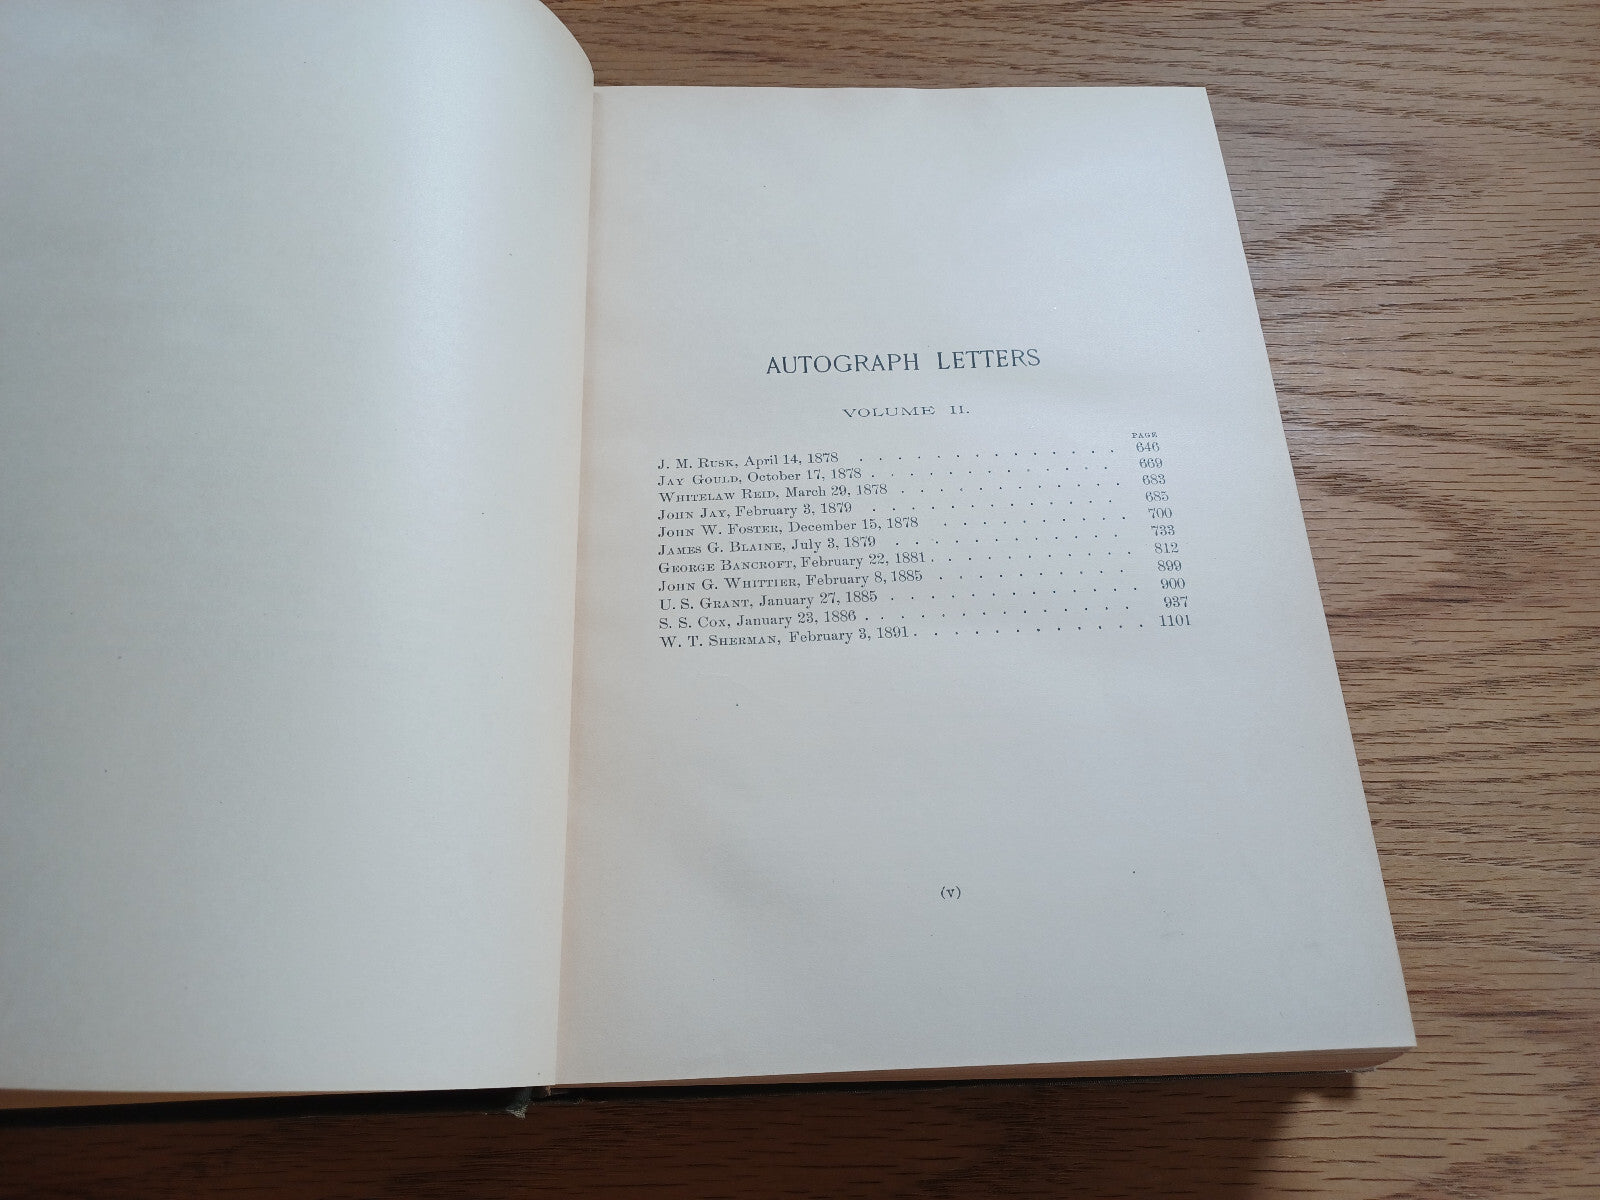 AUTOGRAPH LETTERS
VOLUME II.
PAGE
J. M. RUSK, April 14, 1878 . . . . . . . . . . . . . . 646
JAY GOULD, October 17, 1878 . . . . . . . . . . . . . 669
WHITELAW REID, March 29, 1878 . . . . . . . . . . . 683
JOHN JAY, February 3, 1879 . . . . . . . . . . . . 685
JOHN W. FOSTER, December 15, 1878 . . . . . . . . . . 700
JAMES G. BLAINE, July 3, 1879 . . . . . . . . . . . 733
GEORGE BANCROFT, February 22, 1881 . . . . . . . . . . 812
JOHN G. WHITTIER, February 8, 1885 . . . . . . . . . 899
U. S. GRANT, January 27, 1885 . . . . . . . . . . . . 900
S. S. COX, January 23, 1886 . . . . . . . . . . . . . 937
W. T. SHERMAN, February 3, 1891 . . . . . . . . . . . . 1101
(v)